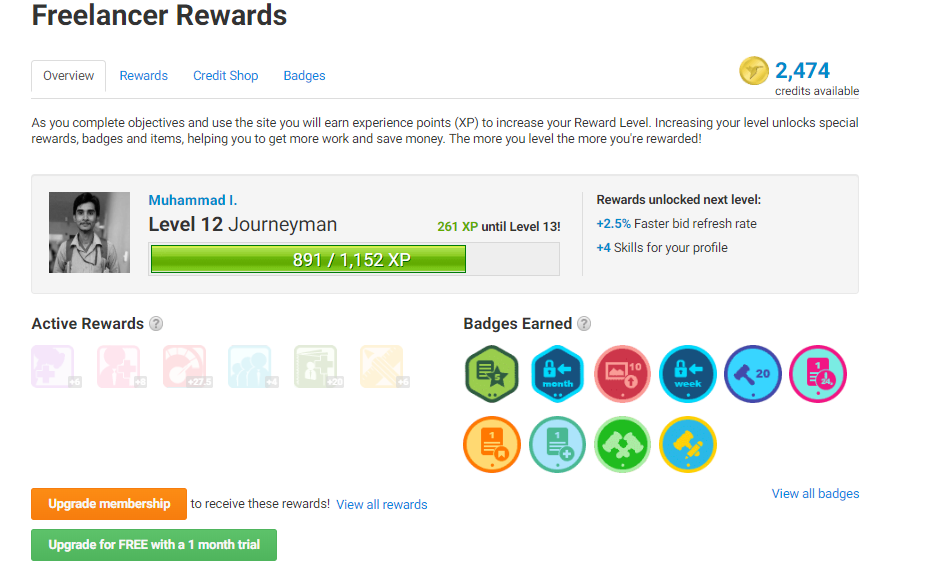 Freelancer Rewards
Overview
Rewards
Credit Shop
Badges
2,474
credits available
As you complete objectives and use the site you will earn experience points (XP) to increase your Reward Level. Increasing your level unlocks special
rewards, badges and items, helping you to get more work and save money. The more you level the more you're rewarded!
Muhammad I.
Level 12 Journeyman
261 XP until Level 13!
891 / 1,152 XP
Rewards unlocked next level:
+2.5% Faster bid refresh rate
+4 Skills for your profile
Active Rewards ?
+6
+8
+27.5
+4
+20
+6
Badges Earned ?
month
10
week
20
1
24
1
1
View all badges
Upgrade membership to receive these rewards! View all rewards
Upgrade for FREE with a 1 month trial